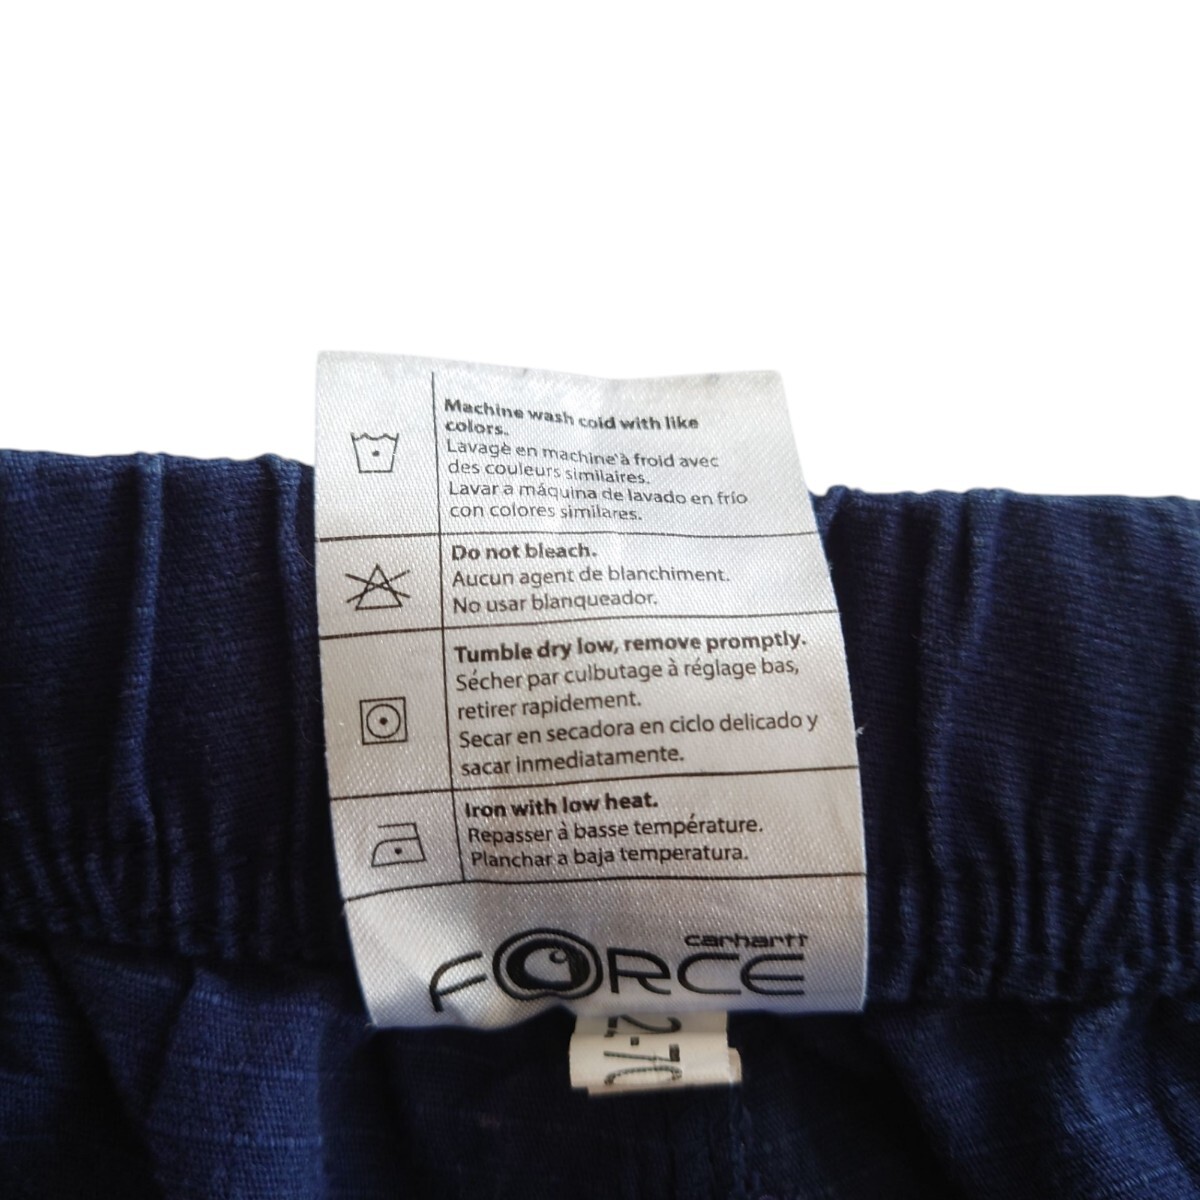 Machine wash cold with like
colors.
Lavagè en machine à froid avec
des couleurs similaires.
Lavar a máquina de lavado en frío
con colores similares.
Do not bleach.
Aucun agent de blanchiment.
No usar blanqueador.
Tumble dry low, remove promptly.
Sécher par culbutage à réglage bas,
retirer rapidement.
Secar en secadora en ciclo delicado y
sacar inmediatamente.
Iron with low heat.
Repasser à basse température.
Planchar a baja temperatura.
carhartt
FORCE